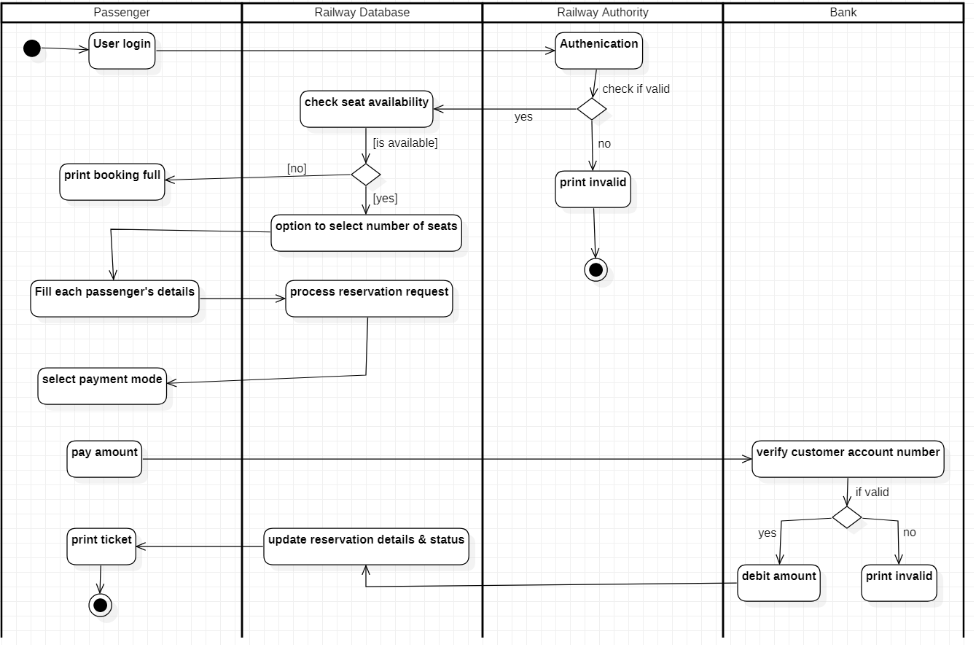 Passenger
Railway Database
Railway Authority
Bank
User login
Authenication
check if valid
check seat availability
yes
[is available]
no
[no]
print booking full
print invalid
[yes]
option to select number of seats
Fill each passenger's details
process reservation request
select payment mode
pay amount
verify customer account number
if valid
yes
no
print ticket
update reservation details & status
debit amount
print invalid